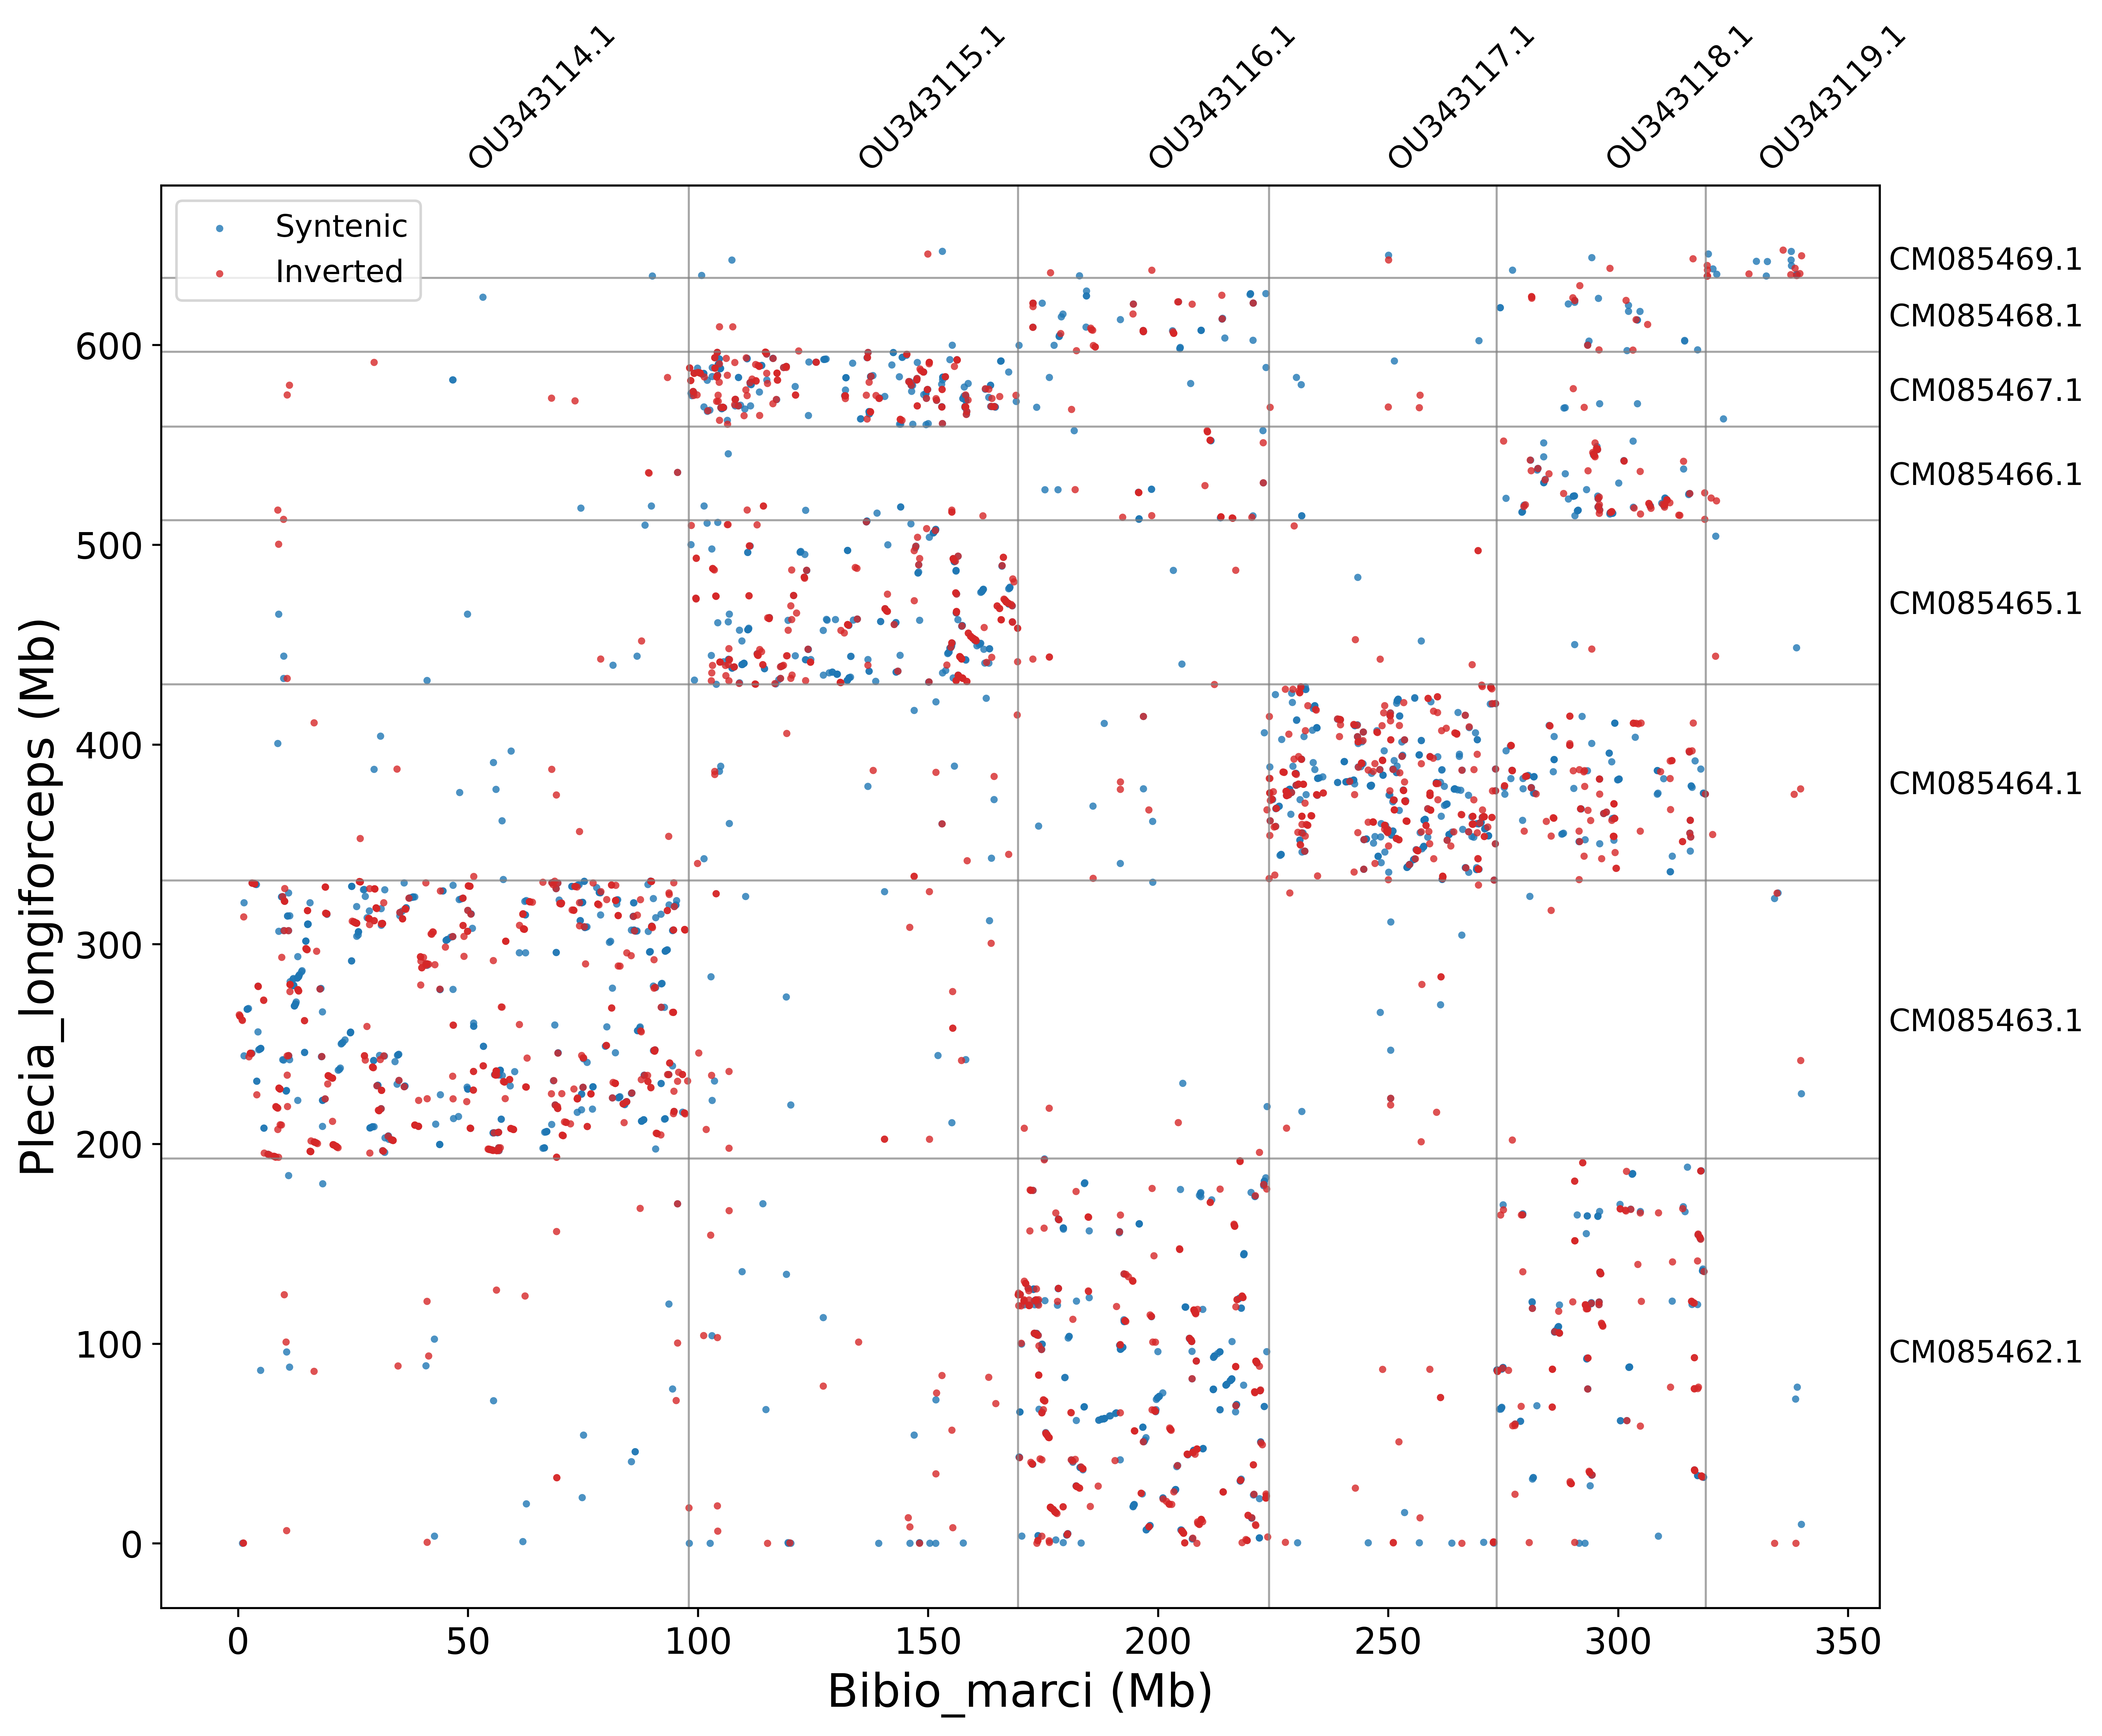 OU343114.1
OU343115.1
OU343116.1
OU343117.1
OU343118.1
OU343119.1
Syntenic
Inverted
CM085469.1
CM085468.1
CM085467.1
CM085466.1
CM085465.1
CM085464.1
CM085463.1
CM085462.1
600
500
400
300
200
100
0
Plecia_longiforceps (Mb)
0
50
100
150
200
250
300
350
Bibio_marci (Mb)